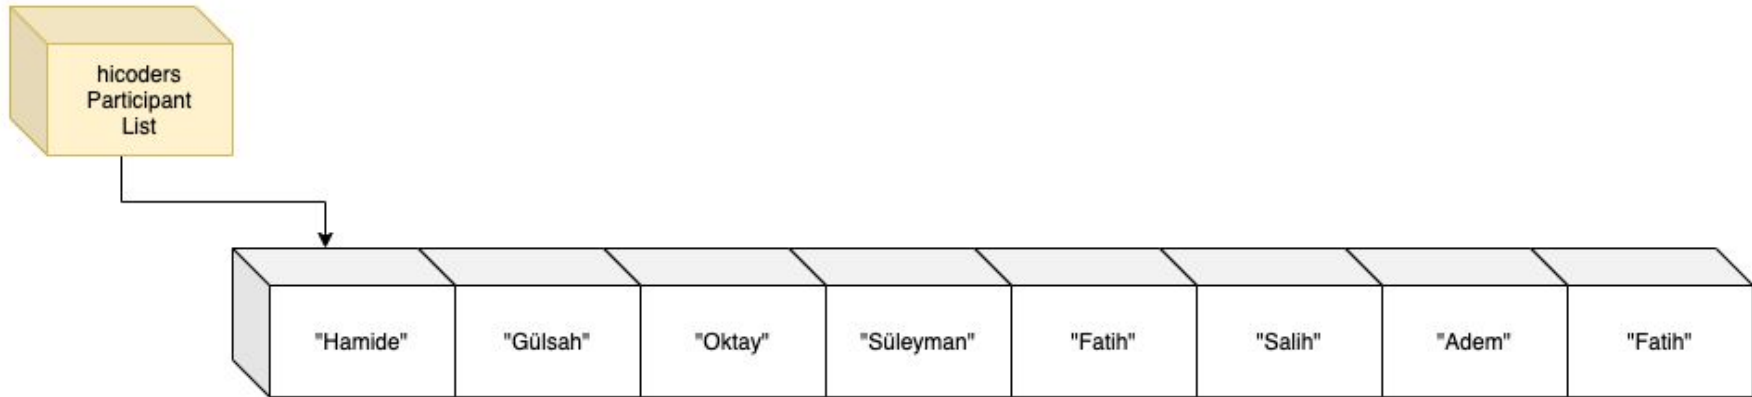 hicoders
Participant
List
"Hamide" "Gülsah" "Oktay" "Süleyman" "Fatih" "Salih" "Adem" "Fatih"